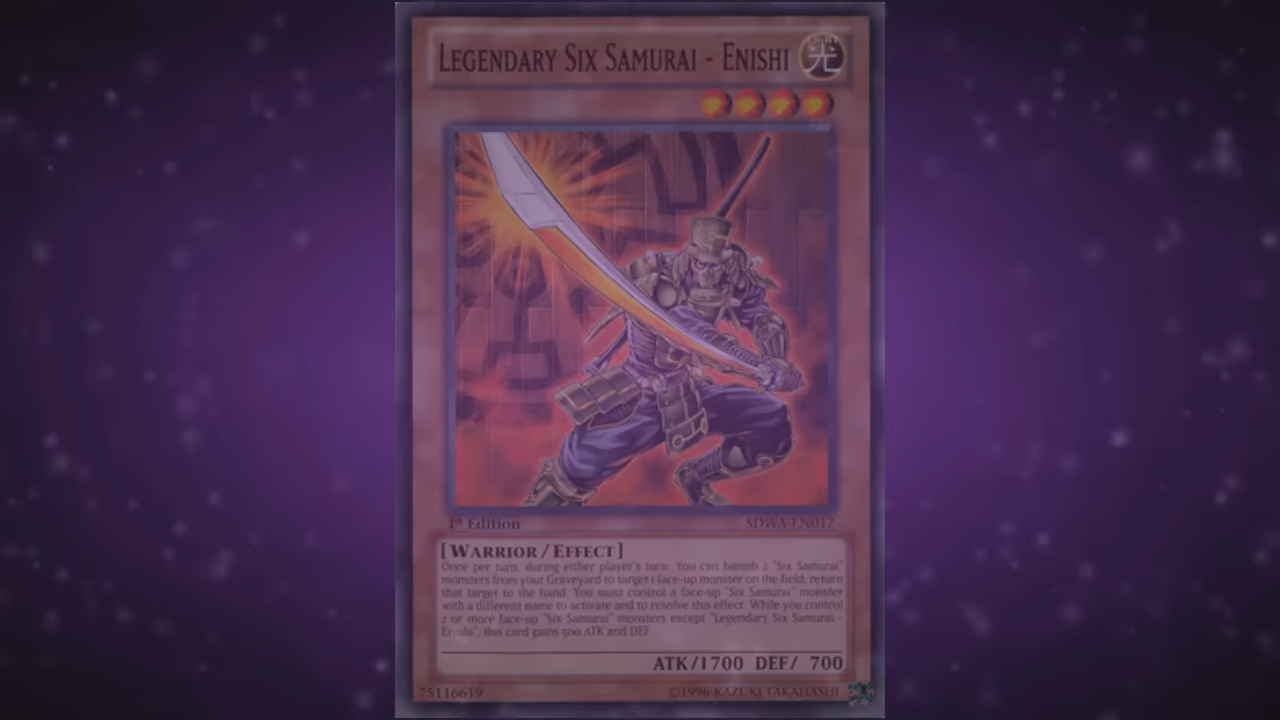 LEGENDARY SIX SAMURAI - ENISHI
LIGHT
光
1st Edition
SDWA-EN017
[WARRIOR/EFFECT]
Once per turn, during either player's turn: You can banish 2 "Six Samurai"
monsters from your Graveyard to target 1 face-up monster on the field; return
that target to the hand. You must control a face-up "Six Samurai" monster
with a different name to activate and to resolve this effect. While you control
2 or more face-up "Six Samurai" monsters except "Legendary Six Samurai -
Enishi", this card gains 500 ATK and DEF.
ATK/1700 DEF/ 700
75116619
©1996 KAZUKI TAKAHASHI